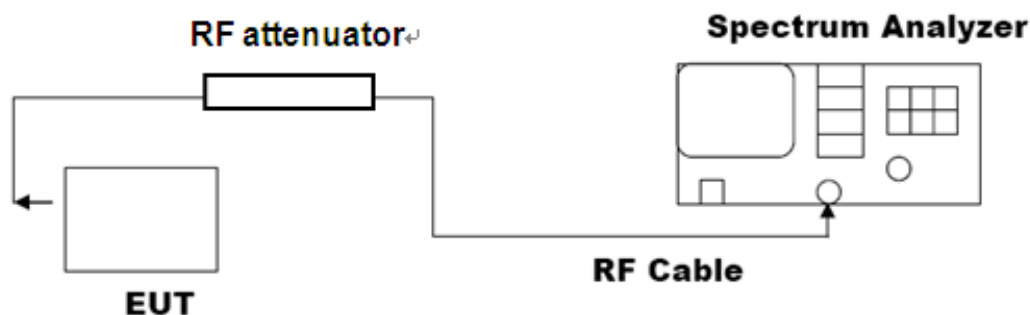 RF attenuator↵
Spectrum Analyzer
RF Cable
EUT